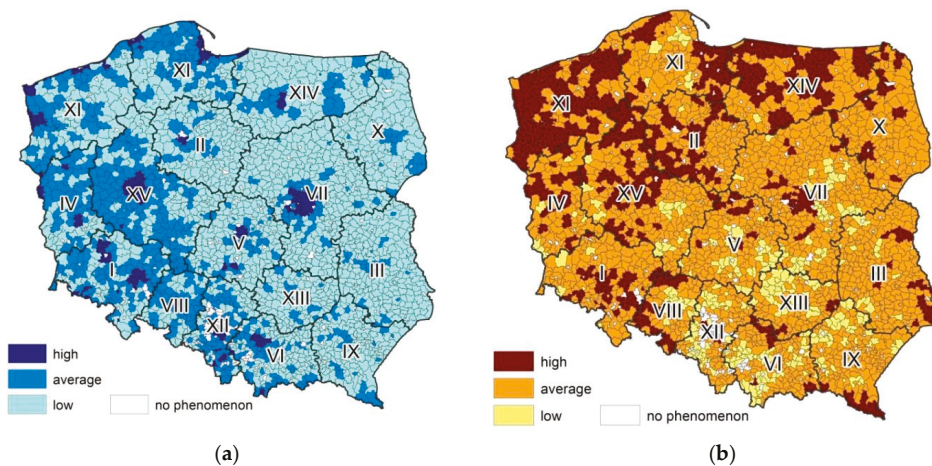 XI
XI
XIV
X
II
IV
XV
VII
V
I
III
VIII
XIII
XII
VI
IX
high
average
low
no phenomenon
(a)
XI
XI
XIV
X
II
IV
XV
VII
V
I
III
VIII
XIII
XII
VI
IX
high
average
low
no phenomenon
(b)